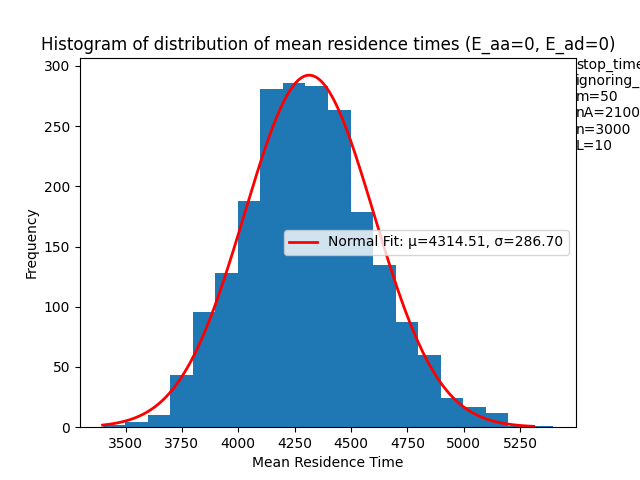 Histogram of distribution of mean residence times (E_aa=0, E_ad=0)
300
250
200
150
100
50
0
Frequency
3500 3750 4000 4250 4500 4750 5000 5250
Mean Residence Time
Normal Fit: μ=4314.51, σ=286.70
stop_time
ignoring_
m=50
nA=2100
n=3000
L=10